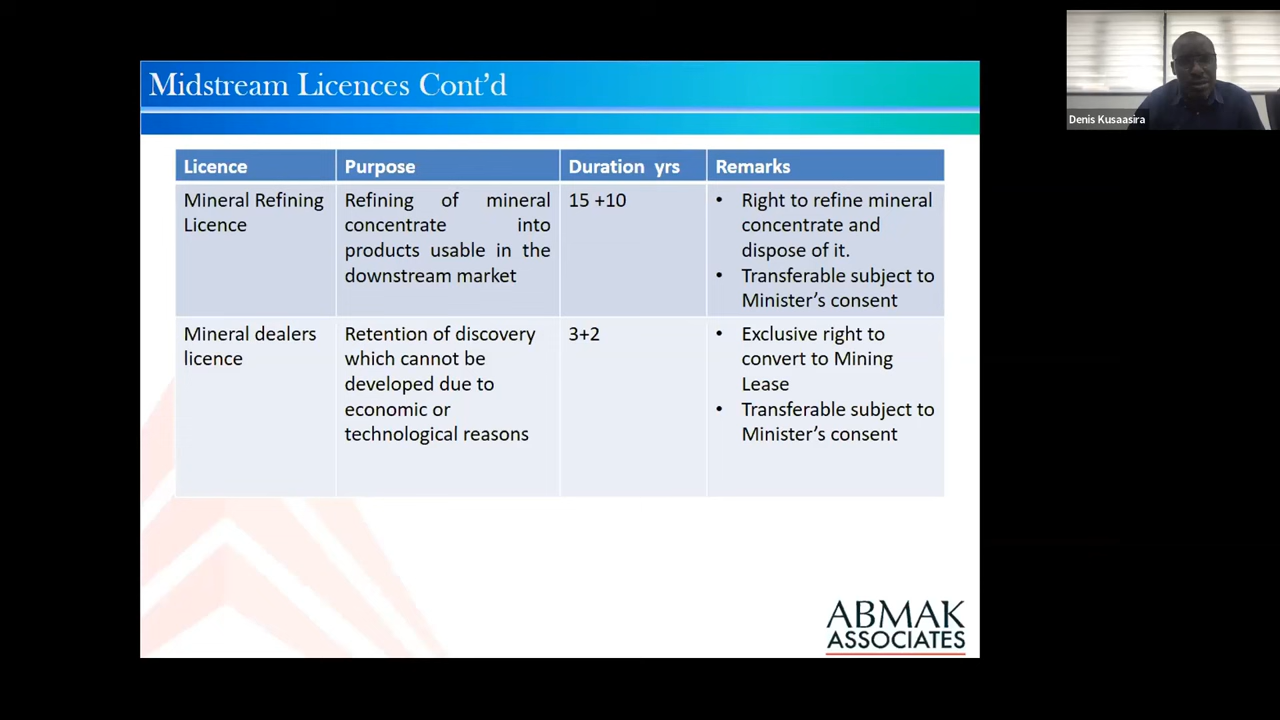 Midstream Licences Cont'd
Denis Kusaasira
Licence
Purpose
Duration yrs
Remarks
Mineral Refining
Licence
Refining of mineral
concentrate into
products usable in the
downstream market
15 +10
• Right to refine mineral
concentrate and
dispose of it.
• Transferable subject to
Minister's consent
Mineral dealers
licence
Retention of discovery
which cannot be
developed due to
economic or
technological reasons
3+2
• Exclusive right to
convert to Mining
Lease
• Transferable subject to
Minister's consent
ABMAK
ASSOCIATES